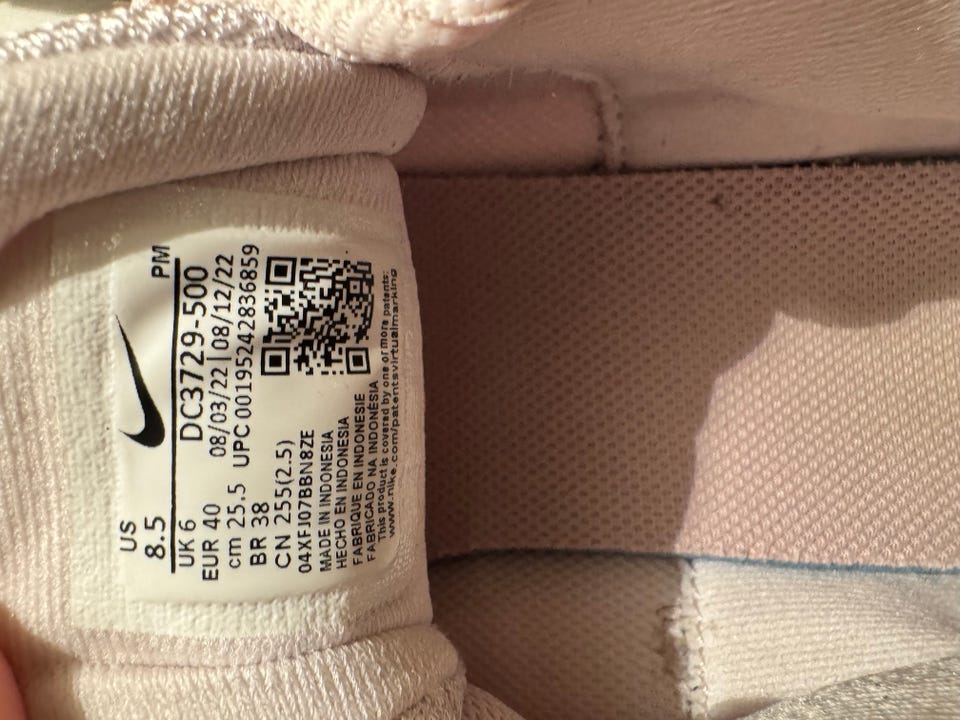 PM
US
8.5
UK 6 DC3729-500
EUR 40 08/03/22 | 08/12/22
cm 25.5 UPC 00195242836859
BR 38
CN 255(2.5)
04XFJ07BBN8ZE
MADE IN INDONESIA
HECHO EN INDONESIA
FABRIQUE EN INDONESIE
FABRICADO NA INDONÉSIA
This product is covered by one or more patents:
www.nike.com/patentsvirtualmarking